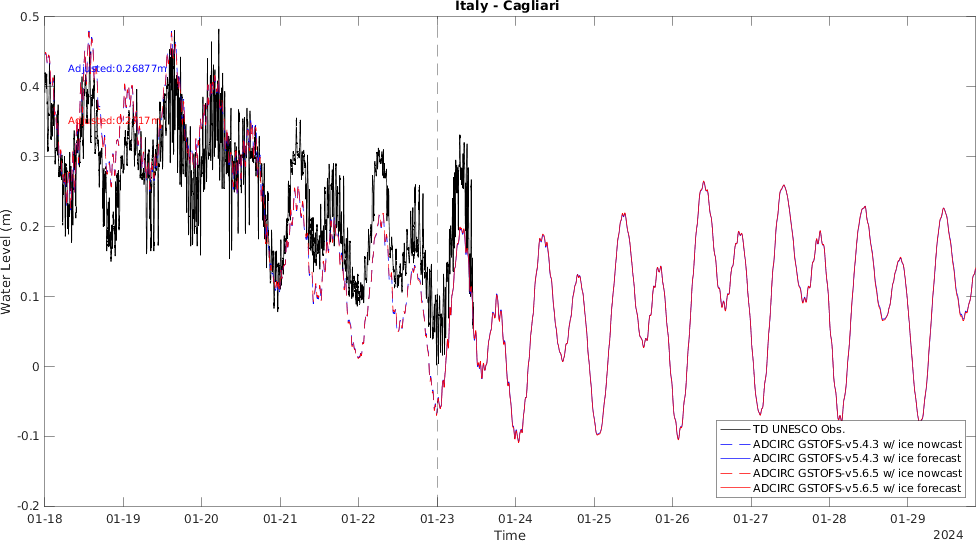 Italy - Cagliari
0.5
0.4
0.3
0.2
0.1
0
-0.1
-0.2
Water Level (m)
Adjusted:0.26877m
TD UNESCO Obs.
ADCIRC GSTOFS-v5.4.3 w/ ice nowcast
ADCIRC GSTOFS-v5.4.3 w/ ice forecast
ADCIRC GSTOFS-v5.6.5 w/ ice nowcast
ADCIRC GSTOFS-v5.6.5 w/ ice forecast
01-18 01-19 01-20 01-21 01-22 01-23 01-24 01-25 01-26 01-27 01-28 01-29
Time
2024